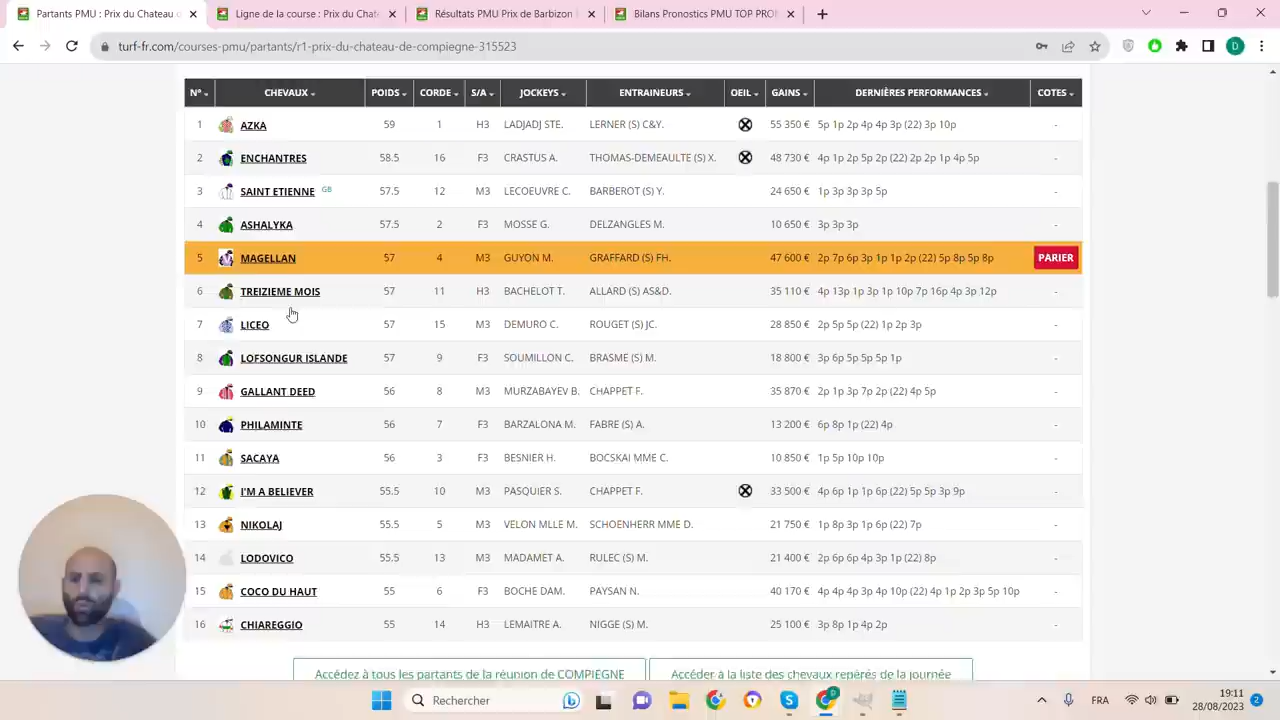 Partants PMU : Prix du Chateau d
Ligne de la course : Prix du Chat
Résultats PMU Prix de Barbizon
Bilans Pronostics PMU TOP PRO
turf-fr.com/courses-pmu/partants/r1-prix-du-chateau-de-compiegne-315523
N° CHEVAUX POIDS CORDE S/A JOCKEYS ENTRAINEURS OEIL GAINS DERNIÈRES PERFORMANCES COTES
1 AZKA 59 1 H3 LADJADJ STE. LERNER (S) C&Y. 55 350 € 5p 1p 2p 4p 4p 3p (22) 3p 10p -
2 ENCHANTRES 58.5 16 F3 CRASTUS A. THOMAS-DEMEAULTE (S) X. 48 730 € 4p 1p 2p 5p 2p (22) 2p 2p 1p 4p 5p -
3 SAINT ETIENNE GB 57.5 12 M3 LECOEUVRE C. BARBEROT (S) Y. 24 650 € 1p 3p 3p 3p 5p -
4 ASHALYKA 57.5 2 F3 MOSSE G. DELZANGLES M. 10 650 € 3p 3p 3p -
5 MAGELLAN 57 4 M3 GUYON M. GRAFFARD (S) FH. 47 600 € 2p 7p 6p 3p 1p 1p 2p (22) 5p 8p 5p 8p PARIER
6 TREIZIEME MOIS 57 11 H3 BACHELOT T. ALLARD (S) AS&D. 35 110 € 4p 13p 1p 3p 1p 10p 7p 16p 4p 3p 12p -
7 LICEO 57 15 M3 DEMURO C. ROUGET (S) JC. 28 850 € 2p 5p 5p (22) 1p 2p 3p -
8 LOFSONGUR ISLANDE 57 9 F3 SOUMILLON C. BRASME (S) M. 18 800 € 3p 6p 5p 5p 5p 1p -
9 GALLANT DEED 56 8 M3 MURZABAYEV B. CHAPPET F. 35 870 € 2p 1p 3p 7p 2p (22) 4p 5p -
10 PHILAMINTE 56 7 F3 BARZALONA M. FABRE (S) A. 13 200 € 6p 8p 1p (22) 4p -
11 SACAYA 56 3 F3 BESNIER H. BOCSKAI MME C. 10 850 € 1p 5p 10p 10p -
12 I'M A BELIEVER 55.5 10 M3 PASQUIER S. CHAPPET F. 33 500 € 4p 6p 1p 1p 6p (22) 5p 5p 3p 9p -
13 NIKOLAJ 55.5 5 M3 VELON MLLE M. SCHOENHERR MME D. 21 750 € 1p 8p 3p 1p 6p (22) 7p -
14 LODOVICO 55.5 13 M3 MADAMET A. RULEC (S) M. 21 400 € 2p 6p 6p 4p 3p 1p (22) 8p -
15 COCO DU HAUT 55 6 F3 BOCHE DAM. PAYSAN N. 40 170 € 4p 4p 4p 3p 4p 10p (22) 4p 1p 2p 3p 5p 10p -
16 CHIAREGGIO 55 14 H3 LEMAITRE A. NIGGE (S) M. 25 100 € 3p 8p 1p 4p 2p -
Accédez à tous les partants de la réunion de COMPIÈGNE
Accéder à la liste des chevaux repérés de la journée
Rechercher
FRA
19:11
28/08/2023
2